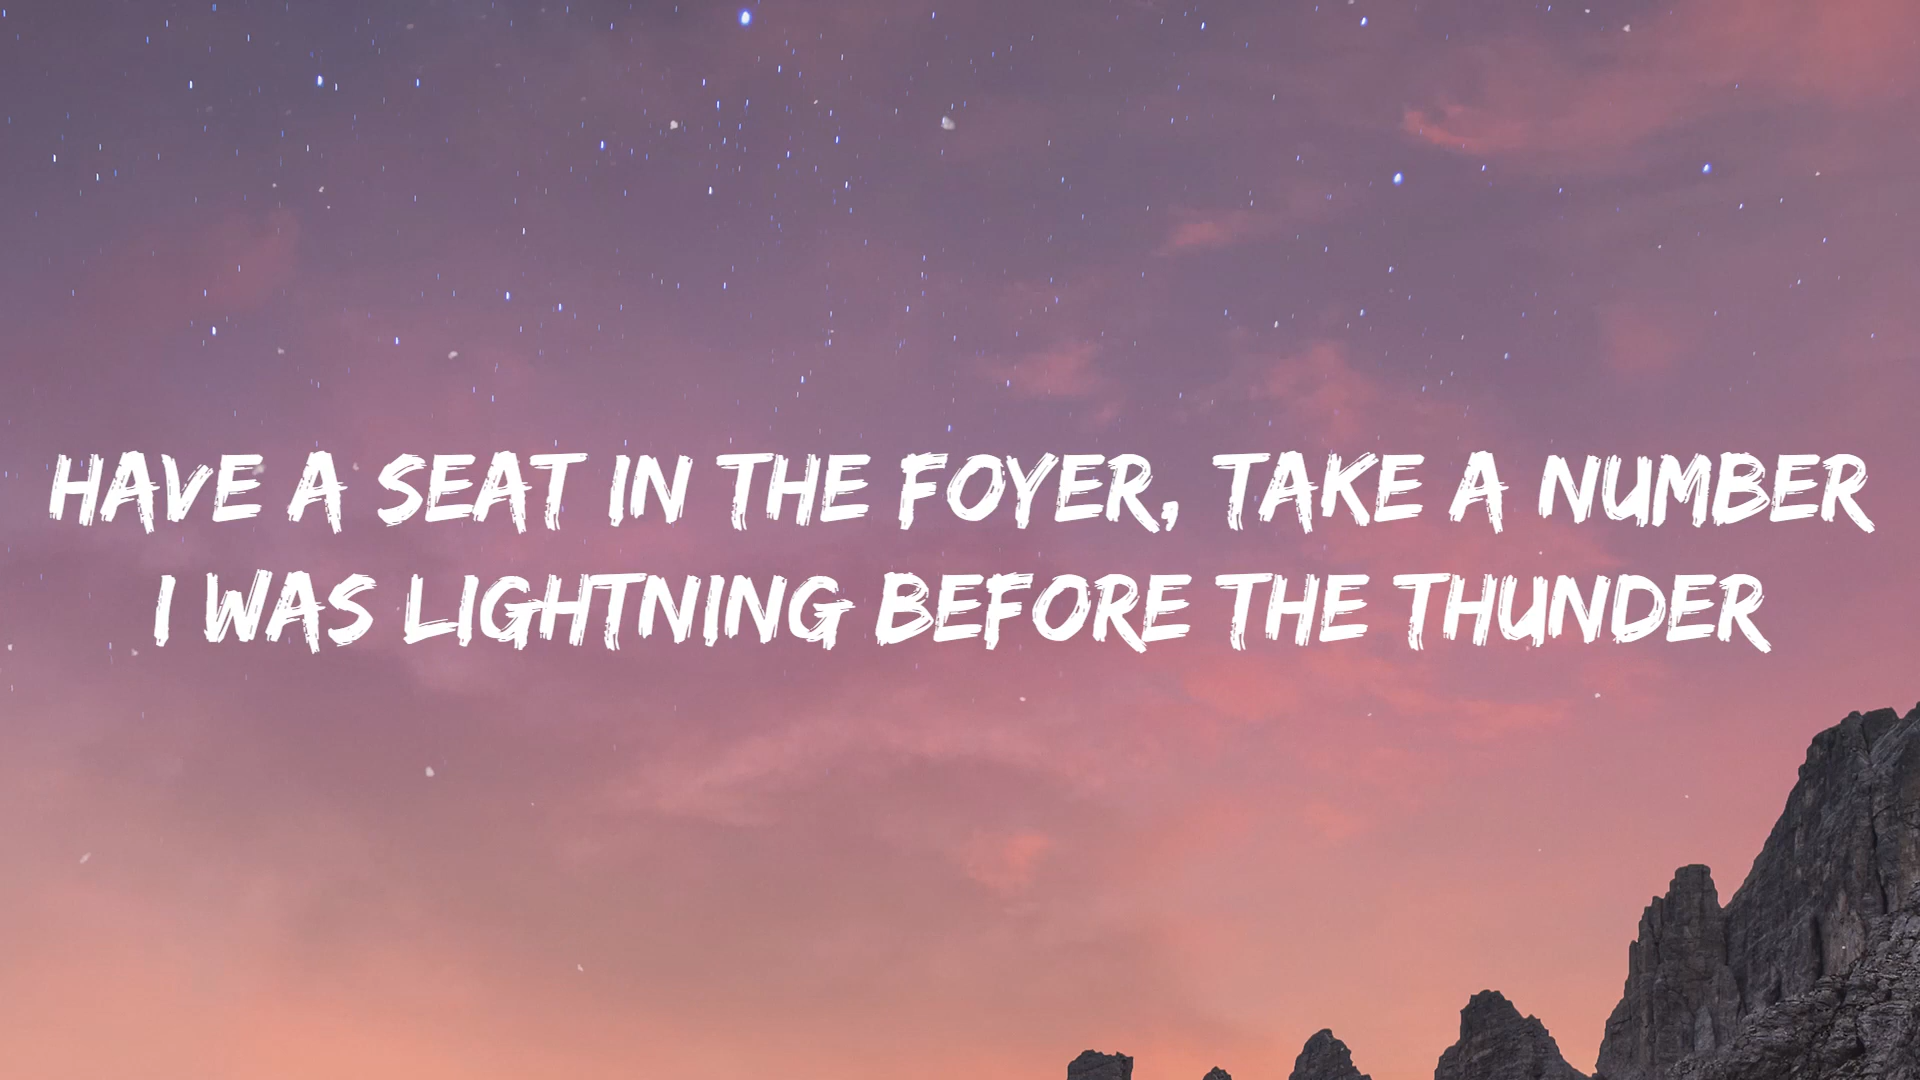 HAVE A SEAT IN THE FOYER, TAKE A NUMBER
I WAS LIGHTNING BEFORE THE THUNDER